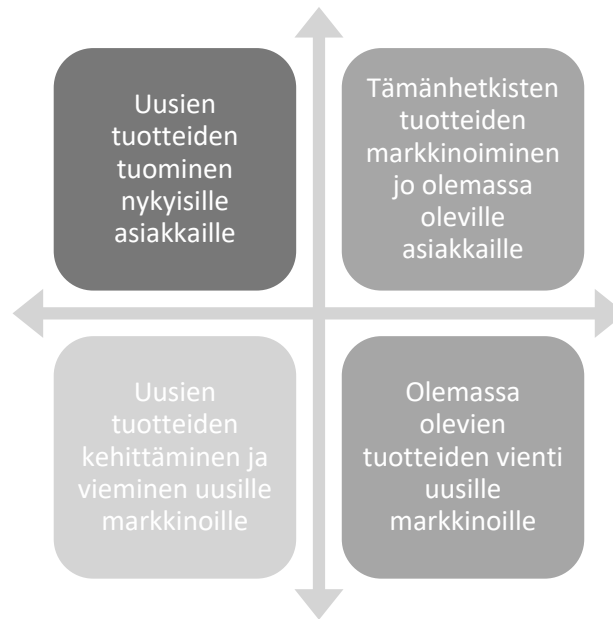 Uusien
tuotteiden
tuominen
nykyisille
asiakkaille
Tämänhetkisten
tuotteiden
markkinoiminen
jo olemassa
oleville
asiakkaille
Uusien
tuotteiden
kehittäminen ja
vieminen uusille
markkinoille
Olemassa
olevien
tuotteiden vienti
uusille
markkinoille